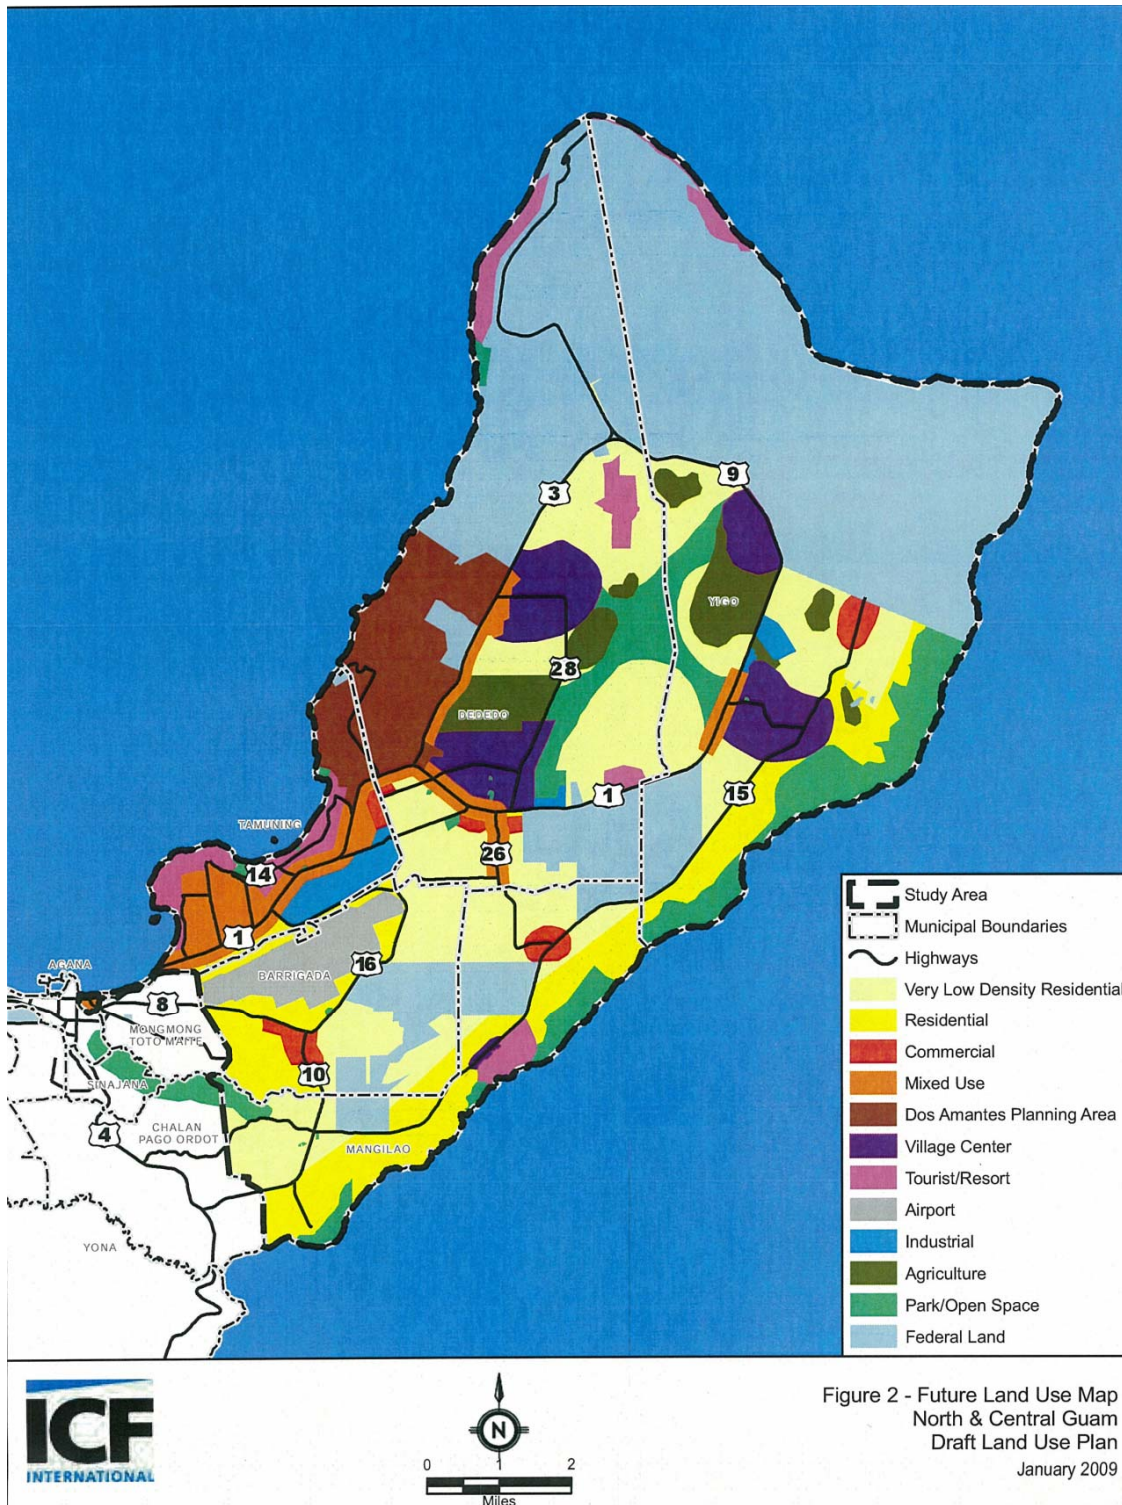 3
9
YIGO
28
DEDEDO
1
15
TAMUNING
26
14
1
16
AGANA
BARRIGADA
8
MONGMONG
TOTO MAITE
10
SINAJANA
4
CHALAN
PAGO ORDOT
MANGILAO
YONA
Study Area
Municipal Boundaries
Highways
Very Low Density Residential
Residential
Commercial
Mixed Use
Dos Amantes Planning Area
Village Center
Tourist/Resort
Airport
Industrial
Agriculture
Park/Open Space
Federal Land
ICF
INTERNATIONAL
N
0 1 2
Miles
Figure 2 - Future Land Use Map
North & Central Guam
Draft Land Use Plan
January 2009